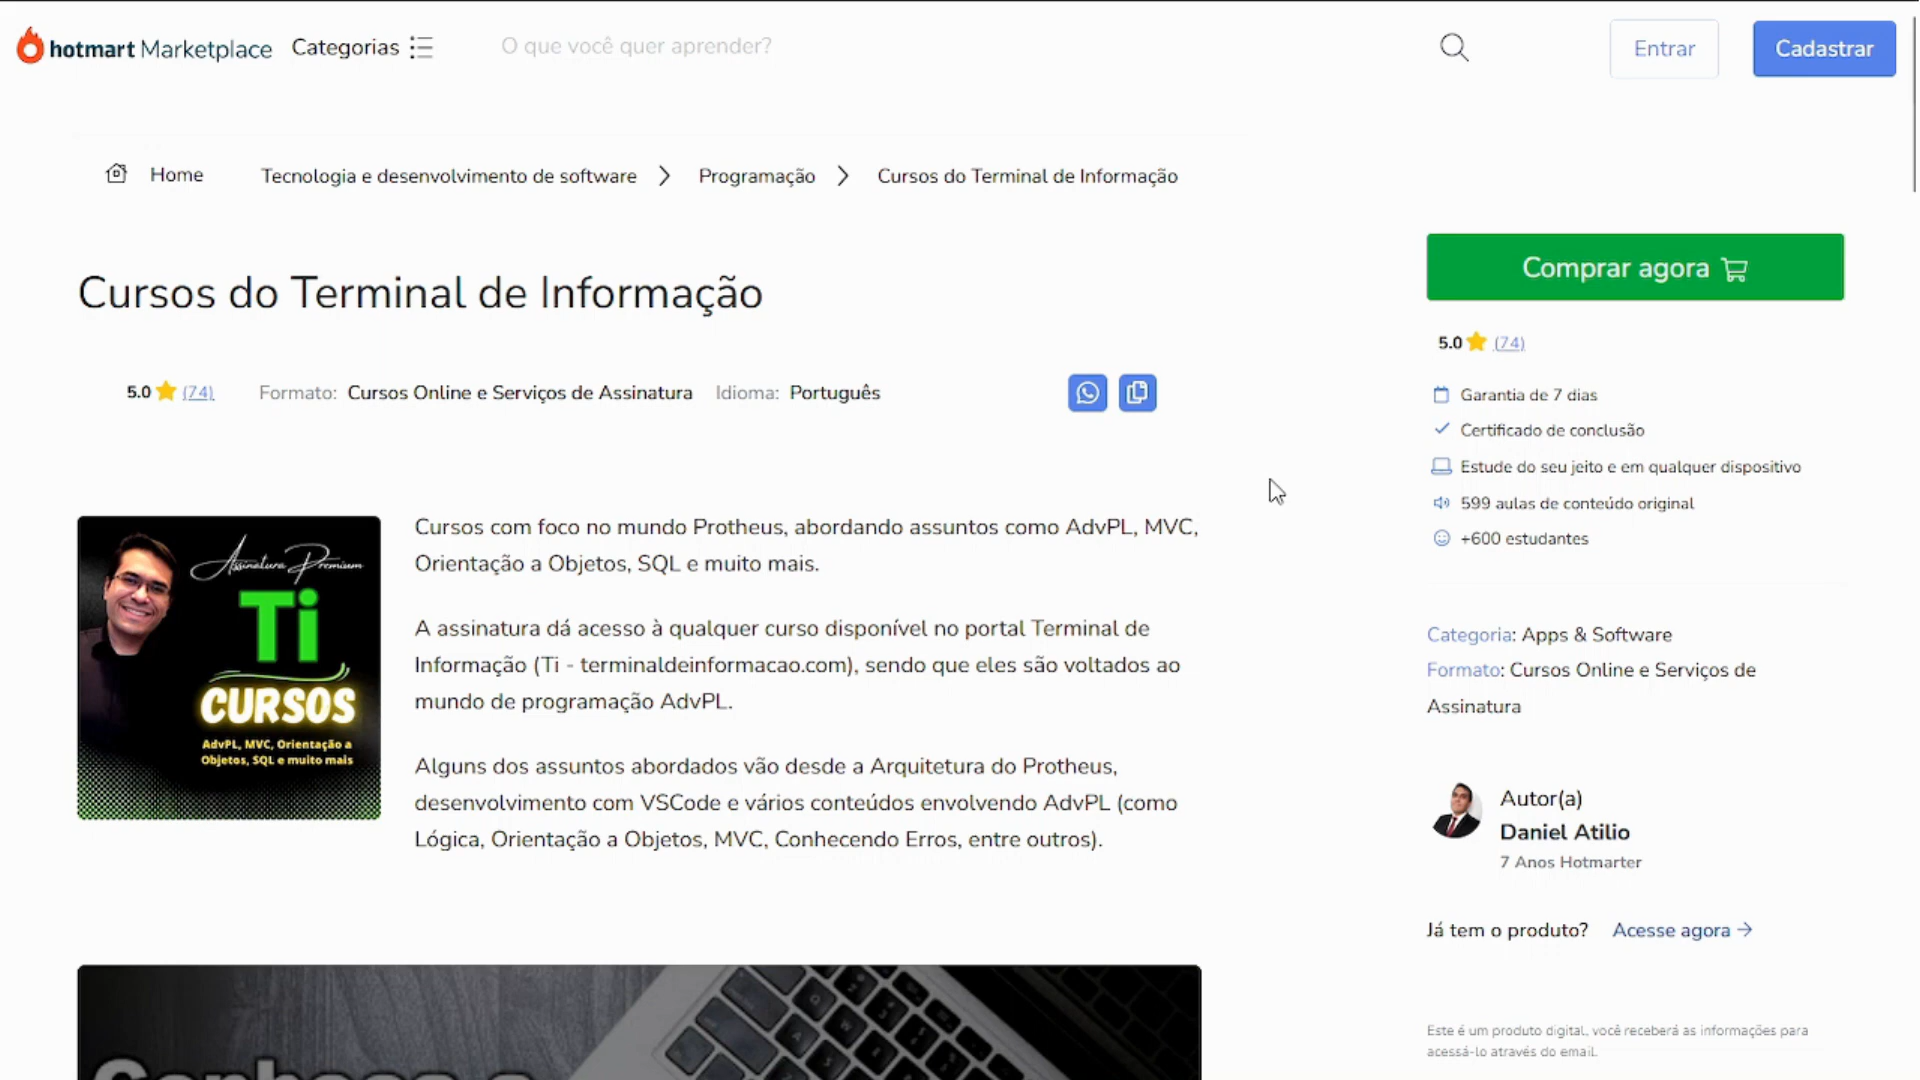 hotmart Marketplace
Categorias
O que você quer aprender?
Entrar
Cadastrar
Home
Tecnologia e desenvolvimento de software
Programação
Cursos do Terminal de Informação
Cursos do Terminal de Informação
5.0 (74)
Formato: Cursos Online e Serviços de Assinatura
Idioma: Português
Assinatura Premium
Ti
CURSOS
AdvPL, MVC, Orientação a
Objetos, SQL e muito mais
Cursos com foco no mundo Protheus, abordando assuntos como AdvPL, MVC,
Orientação a Objetos, SQL e muito mais.
A assinatura dá acesso à qualquer curso disponível no portal Terminal de
Informação (Ti - terminaldeinformacao.com), sendo que eles são voltados ao
mundo de programação AdvPL.
Alguns dos assuntos abordados vão desde a Arquitetura do Protheus,
desenvolvimento com VSCode e vários conteúdos envolvendo AdvPL (como
Lógica, Orientação a Objetos, MVC, Conhecendo Erros, entre outros).
Comprar agora
5.0 (74)
Garantia de 7 dias
Certificado de conclusão
Estude do seu jeito e em qualquer dispositivo
599 aulas de conteúdo original
+600 estudantes
Categoria: Apps & Software
Formato: Cursos Online e Serviços de
Assinatura
Autor(a)
Daniel Atilio
7 Anos Hotmarter
Já tem o produto? Acesse agora
Este é um produto digital, você receberá as informações para
acessá-lo através do email.